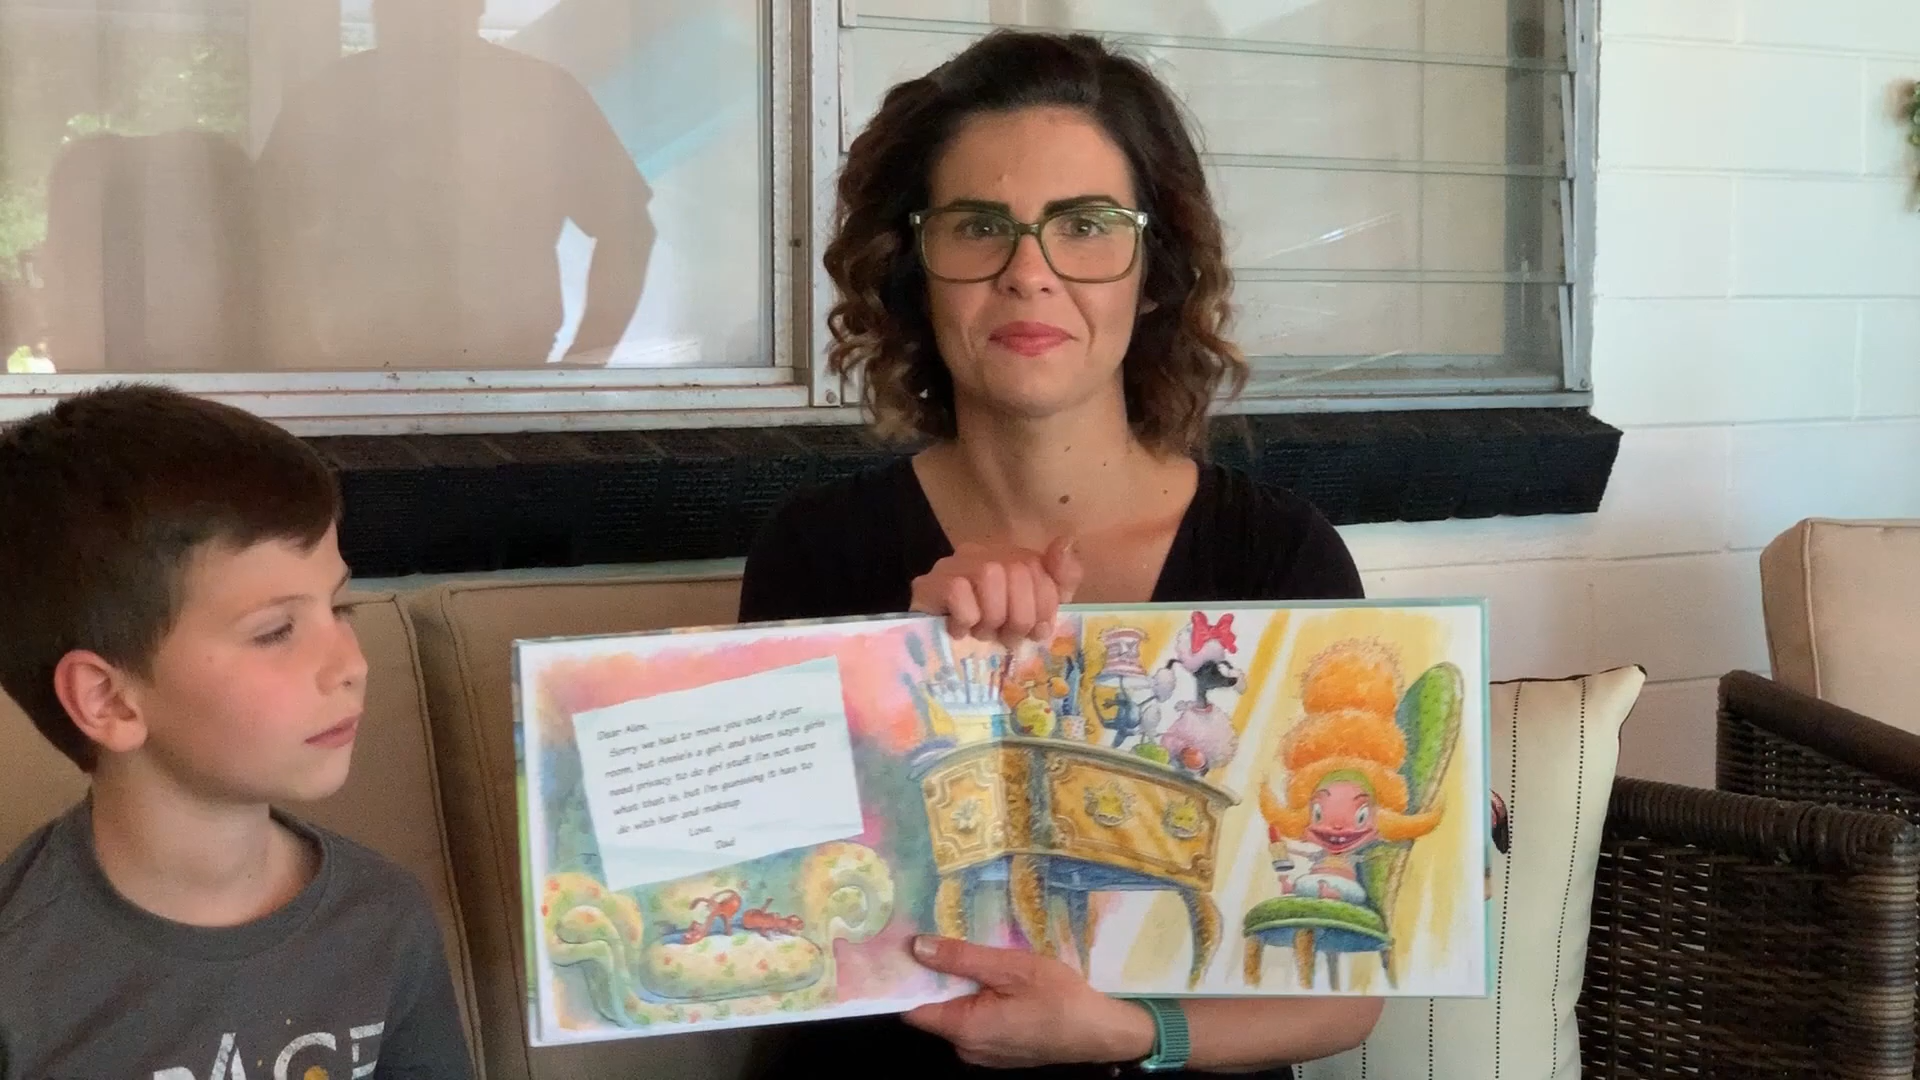 Dear Alex,
Sorry we had to move you out of your
room, but Annie's a girl, and Mom says girls
need privacy to do girl stuff. I'm not sure
what that is, but I'm guessing it has to
do with hair and makeup.
Love,
Dad